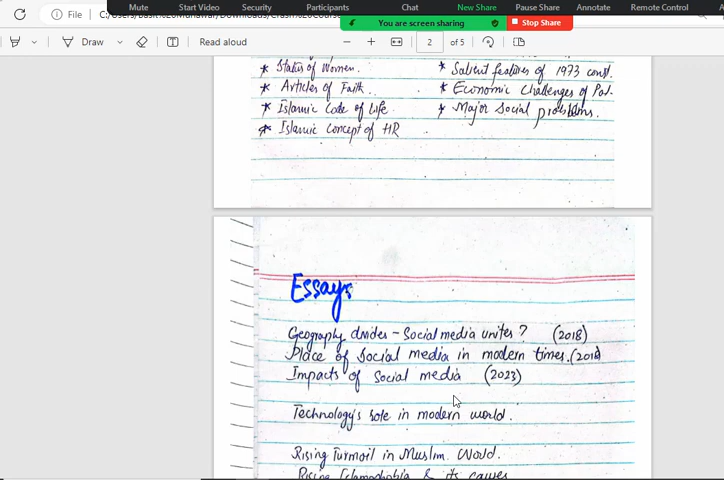 Mute Start Video Security Participants Chat New Share Pause Share Annotate Remote Control
You are screen sharing Stop Share
File
Draw Read aloud 2 of 5
* Status of Women. * Salient features of 1973 const.
* Articles of Faith. * Economic Challenges of Pak.
* Islamic Code of Life. * Major Social problems.
* Islamic Concept of HR
Essays
Geography divides - Social media unites? (2018)
Place of Social media in modern times.
Impacts of Social media (2023)
Technology's role in modern world.
Rising Turmoil in Muslim World.
Rising Islamophobia & its causes